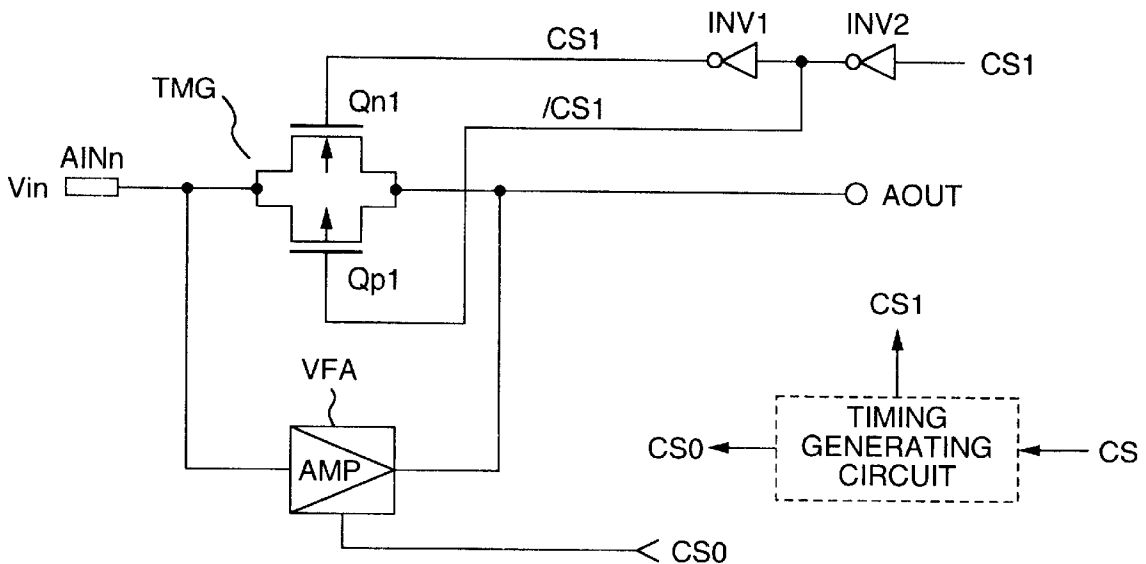 INV1
INV2
CS1
CS1
TMG
Qn1
/CS1
AINn
Vin
AOUT
Qp1
CS1
VFA
TIMING
GENERATING
CIRCUIT
CS0
CS
AMP
CS0